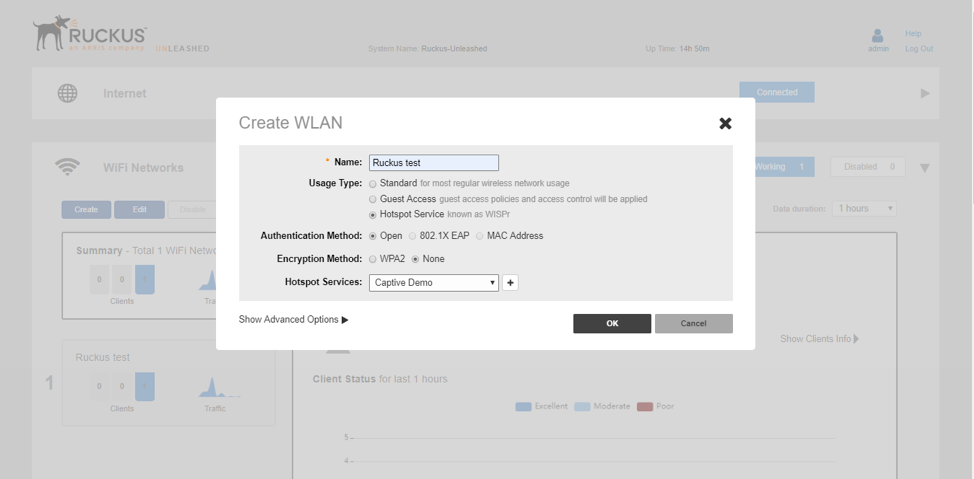 RUCKUS
an ARRIS company
UNLEASHED
System Name: Ruckus-Unleashed
Up Time: 14h 50m
admin
Help
Log Out
Internet
Connected
WiFi Networks
Working 1
Disabled 0
Create
Edit
Disable
Data duration:
1 hours
Summary - Total 1 WiFi Netwo
0
0
Clients
Tra
Create WLAN
* Name: Ruckus test
Usage Type: Standard for most regular wireless network usage
Guest Access guest access policies and access control will be applied
Hotspot Service known as WISPr
Authentication Method: Open 802.1X EAP MAC Address
Encryption Method: WPA2 None
Hotspot Services: Captive Demo +
Show Advanced Options
OK
Cancel
Show Clients Info
1
Ruckus test
0
0
Clients
Traffic
Client Status for last 1 hours
Excellent Moderate Poor
5
4